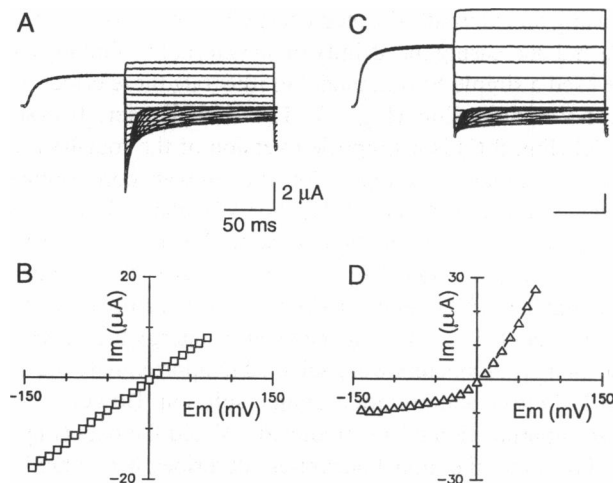 A
C
2 μA
50 ms
B
20
Im (μA)
-150
150
Em (mV)
-20
D
30
Im (μA)
-150
150
Em (mV)
-30